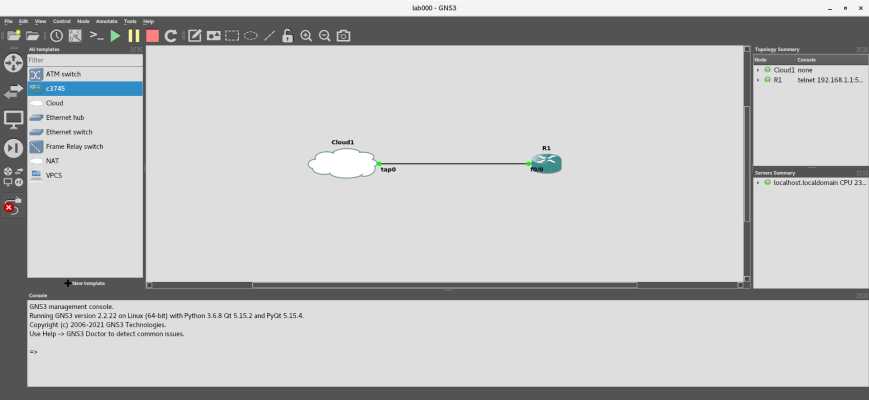 lab000 - GNS3
File Edit View Control Node Annotate Tools Help
All templates
Filter
ATM switch
c3745
Cloud
Ethernet hub
Ethernet switch
Frame Relay switch
NAT
VPCS
New template
Cloud1
tap0
R1
f0/0
Topology Summary
Node Console
Cloud1 none
R1 telnet 192.168.1.1:5...
Servers Summary
localhost.localdomain CPU 23...
Console
GNS3 management console.
Running GNS3 version 2.2.22 on Linux (64-bit) with Python 3.6.8 Qt 5.15.2 and PyQt 5.15.4.
Copyright (c) 2006-2021 GNS3 Technologies.
Use Help -> GNS3 Doctor to detect common issues.
=>